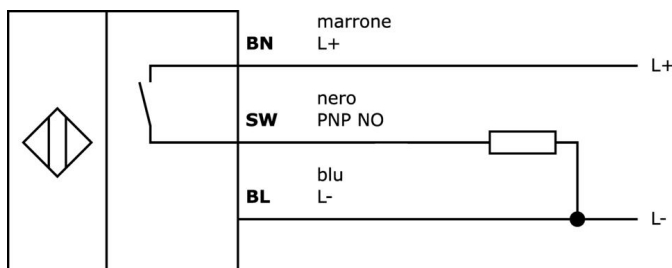 marrone
BN L+
L+
nero
SW PNP NO
blu
BL L-
L-